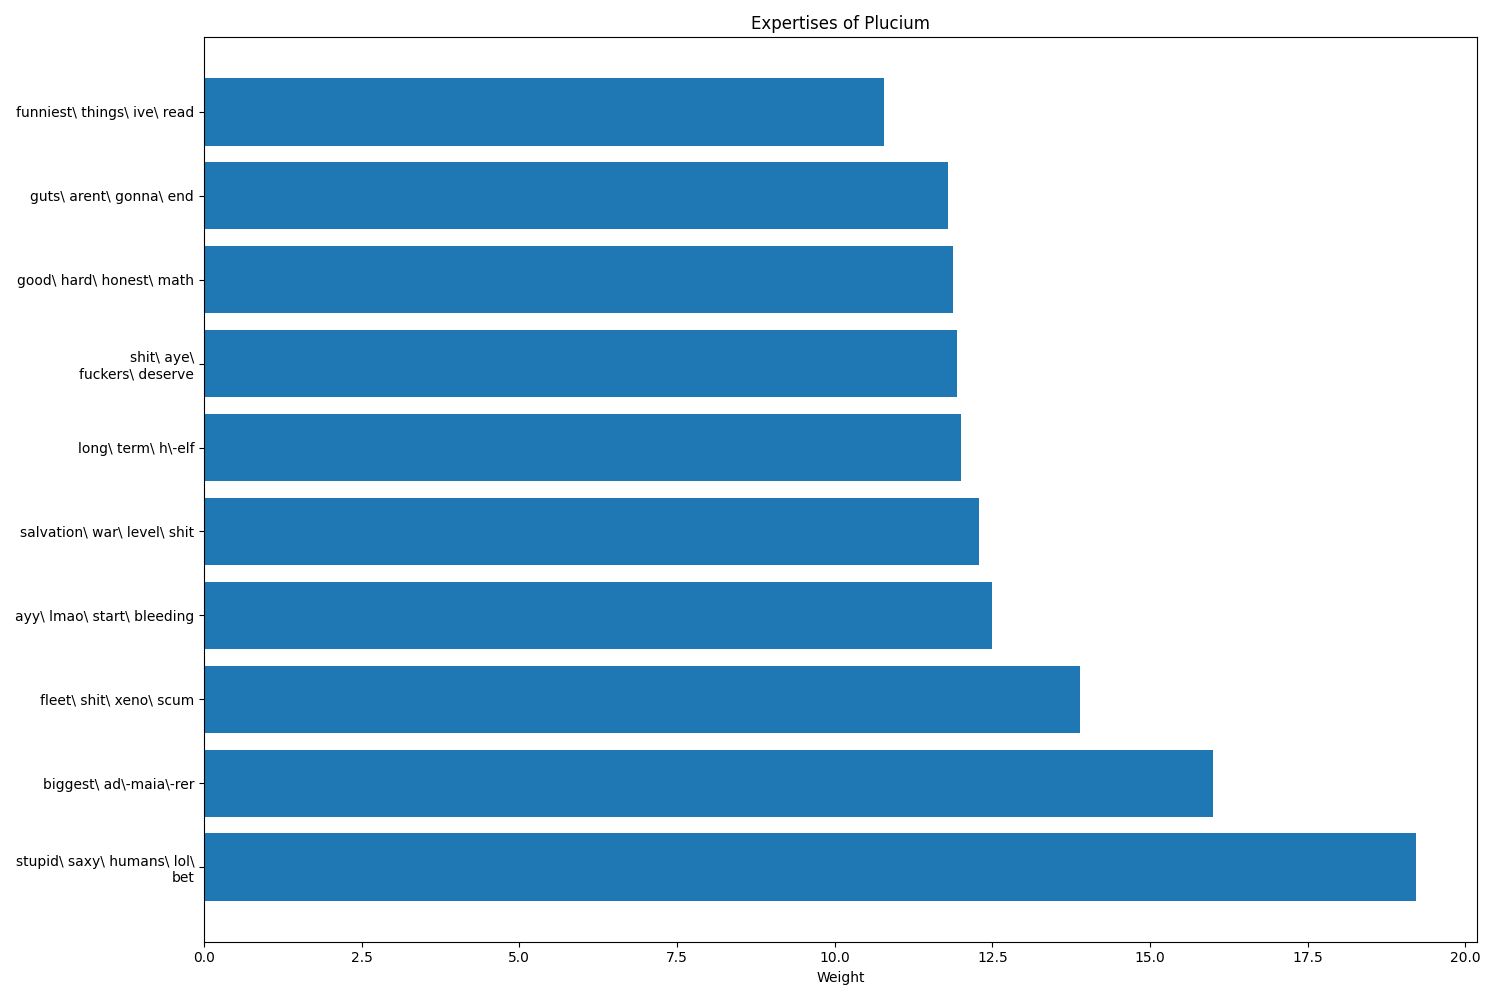 Expertises of Plucium
funniest\ things\ ive\ read
guts\ arent\ gonna\ end
good\ hard\ honest\ math
shit\ aye\
fuckers\ deserve
long\ term\ h\-elf
salvation\ war\ level\ shit
ayy\ lmao\ start\ bleeding
fleet\ shit\ xeno\ scum
biggest\ ad\-maia\-rer
stupid\ saxy\ humans\ lol\
bet
0.0 2.5 5.0 7.5 10.0 12.5 15.0 17.5 20.0
Weight